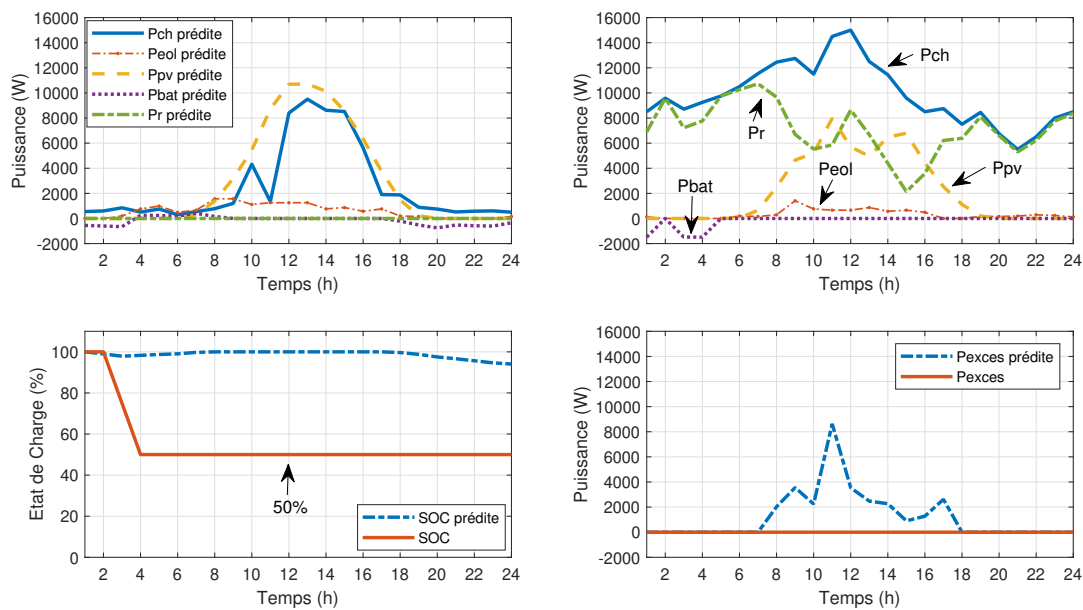 16000
14000
12000
10000
8000
6000
4000
2000
0
-2000
Puissance (W)
Pch prédite
Peol prédite
Ppv prédite
Pbat prédite
Pr prédite
2 4 6 8 10 12 14 16 18 20 22 24
Temps (h)
16000
14000
12000
10000
8000
6000
4000
2000
0
-2000
Puissance (W)
Pch
Pr
Ppv
Peol
Pbat
2 4 6 8 10 12 14 16 18 20 22 24
Temps (h)
100
80
60
40
20
0
Etat de Charge (%)
50%
SOC prédite
SOC
2 4 6 8 10 12 14 16 18 20 22 24
Temps (h)
16000
14000
12000
10000
8000
6000
4000
2000
0
-2000
Puissance (W)
Pexces prédite
Pexces
2 4 6 8 10 12 14 16 18 20 22 24
Temps (h)